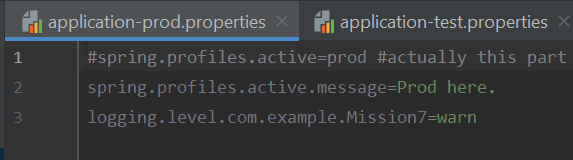 application-prod.properties
application-test.properties
1 #spring.profiles.active=prod #actually this part
2 spring.profiles.active.message=Prod here.
3 logging.level.com.example.Mission7=warn